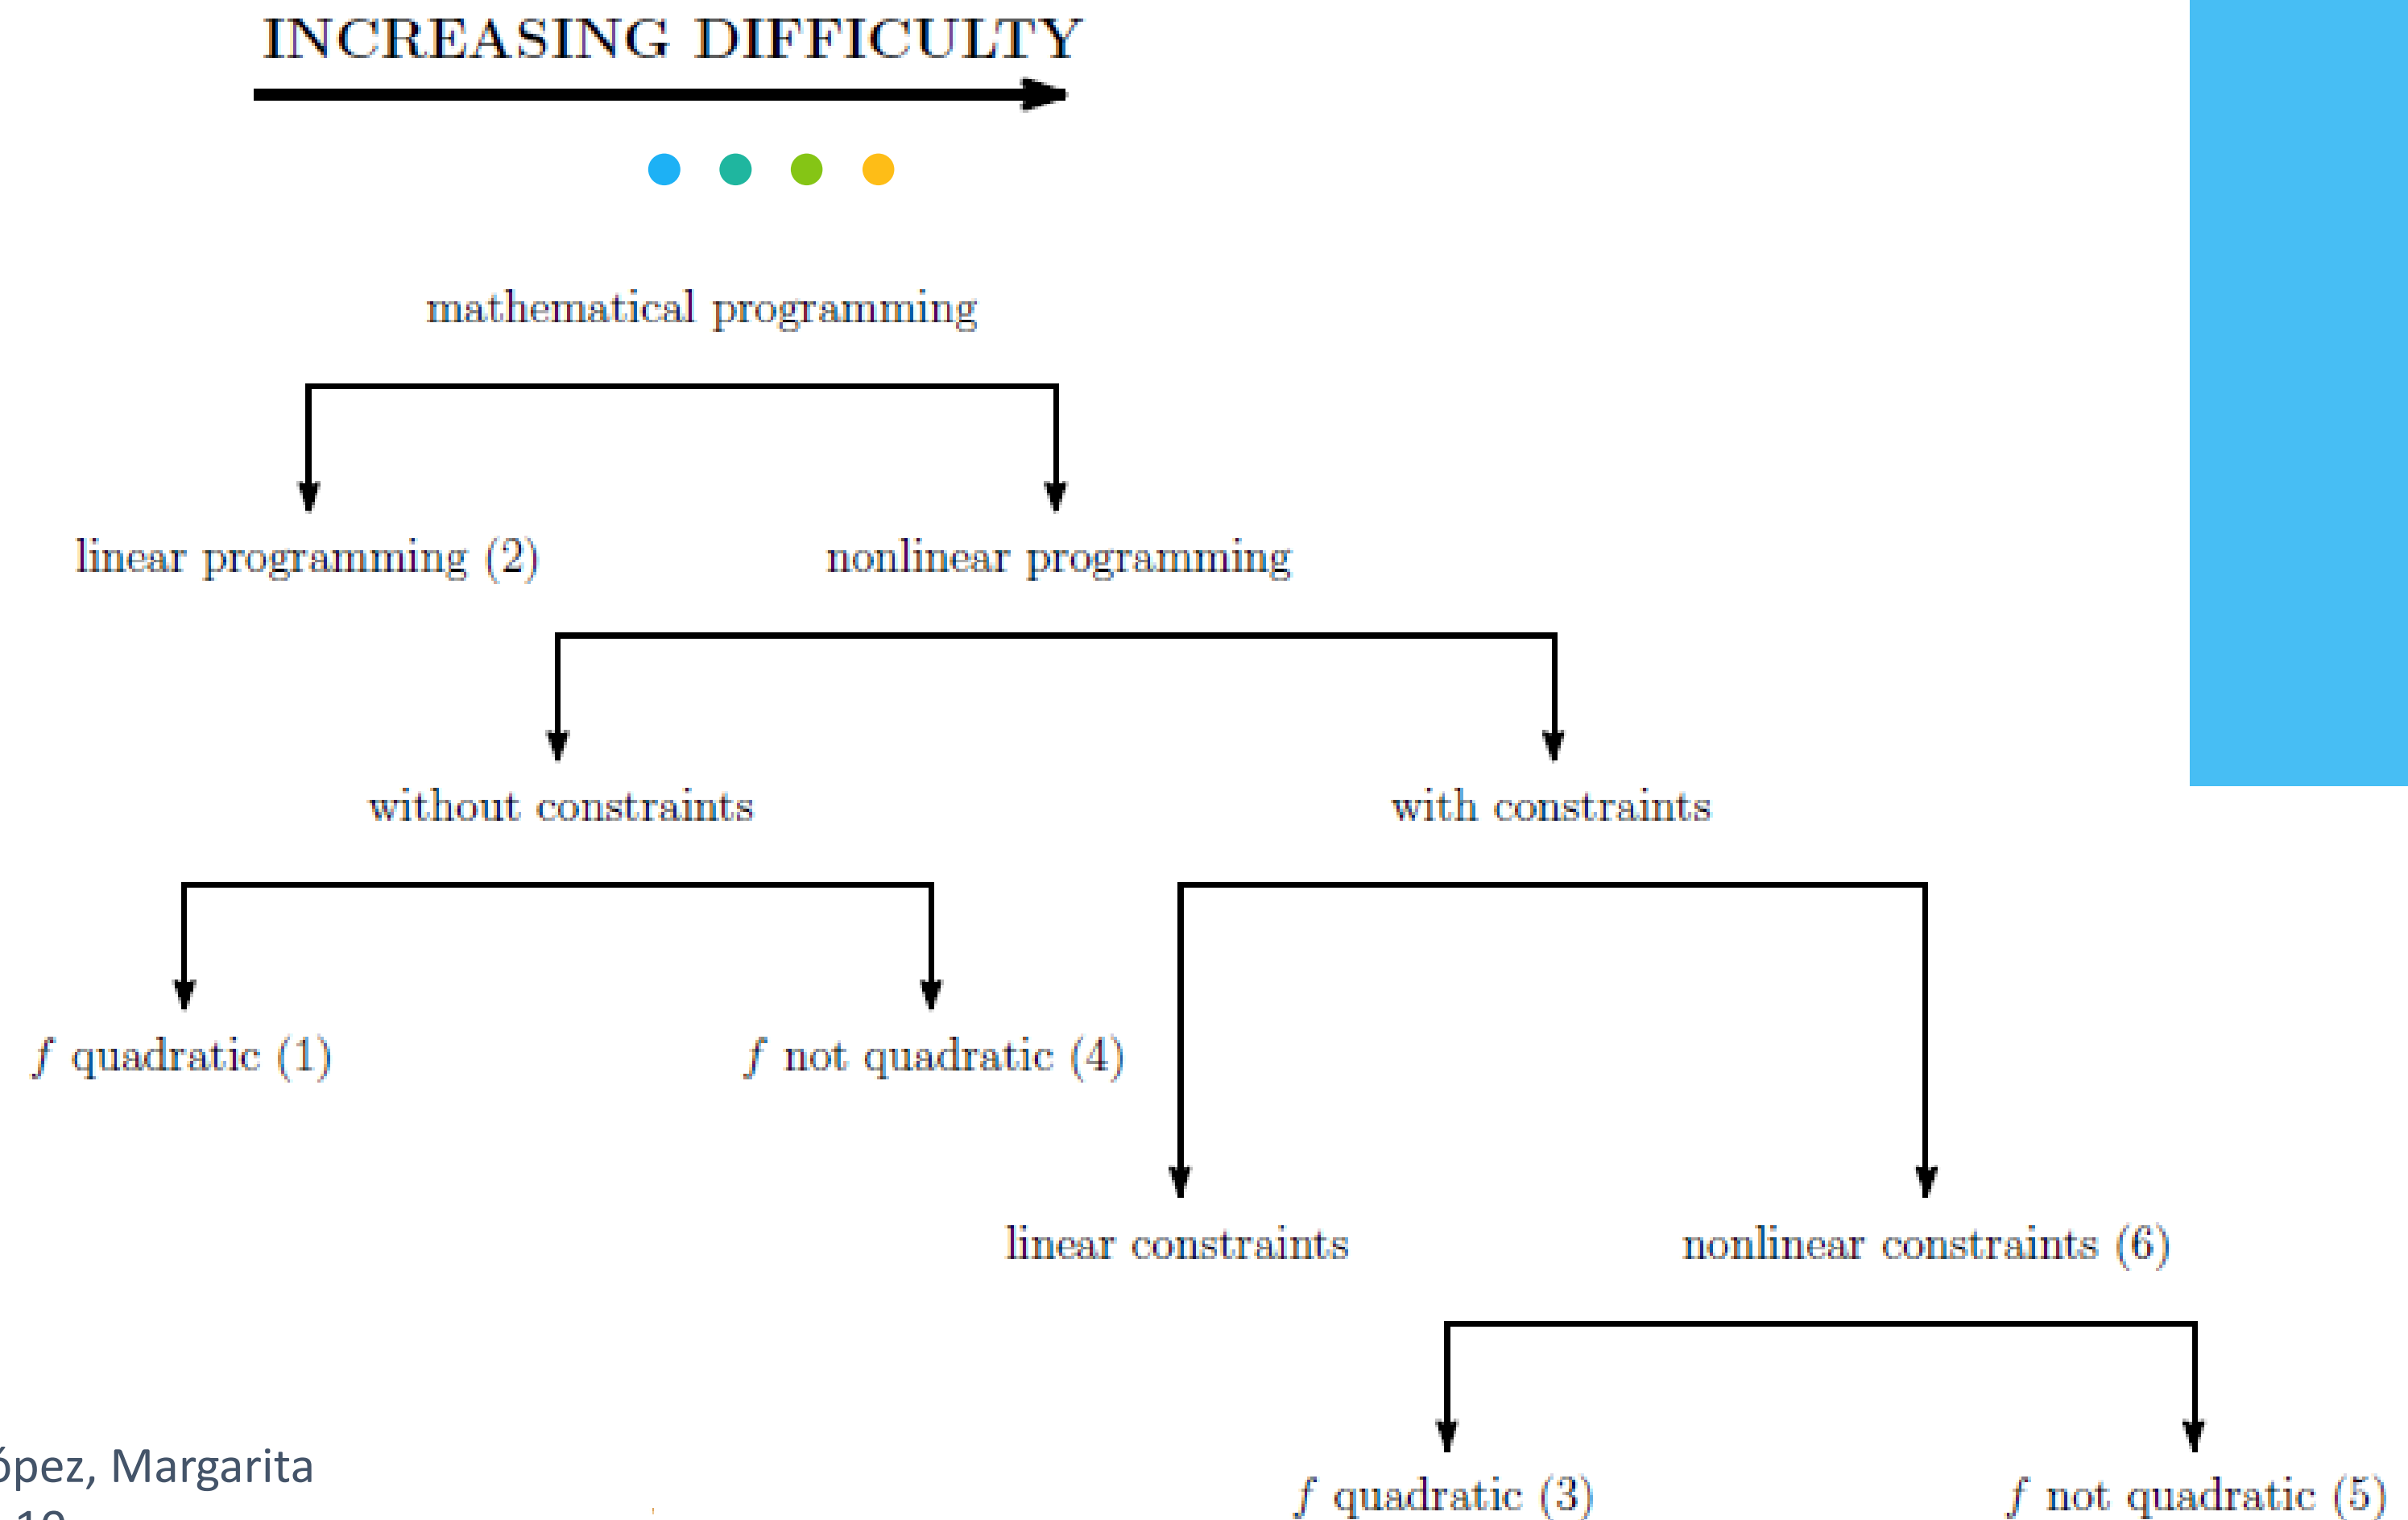 INCREASING DIFFICULTY
mathematical programming
linear programming (2)
nonlinear programming
without constraints
with constraints
f quadratic (1)
f not quadratic (4)
linear constraints
nonlinear constraints (6)
f quadratic (3)
f not quadratic (5)
Margarita